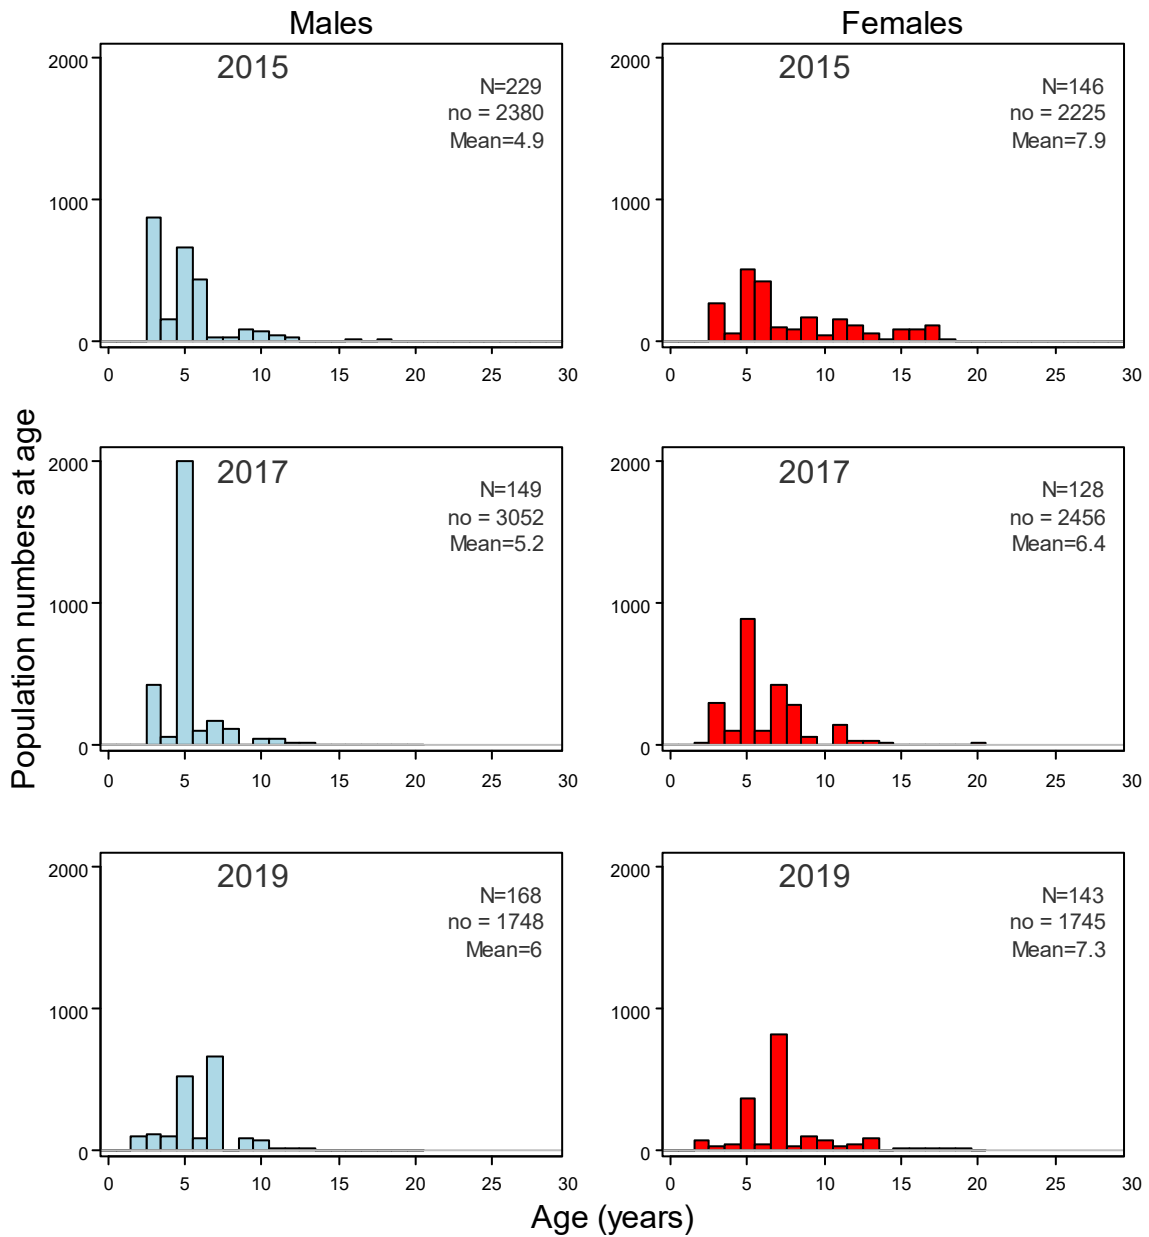 Males
Females
2000
1000
0
2015
N=229
no = 2380
Mean=4.9
0 5 10 15 20 25 30
2000
1000
0
2015
N=146
no = 2225
Mean=7.9
0 5 10 15 20 25 30
Population numbers at age
2000
1000
0
2017
N=149
no = 3052
Mean=5.2
0 5 10 15 20 25 30
2000
1000
0
2017
N=128
no = 2456
Mean=6.4
0 5 10 15 20 25 30
2000
1000
0
2019
N=168
no = 1748
Mean=6
0 5 10 15 20 25 30
2000
1000
0
2019
N=143
no = 1745
Mean=7.3
0 5 10 15 20 25 30
Age (years)